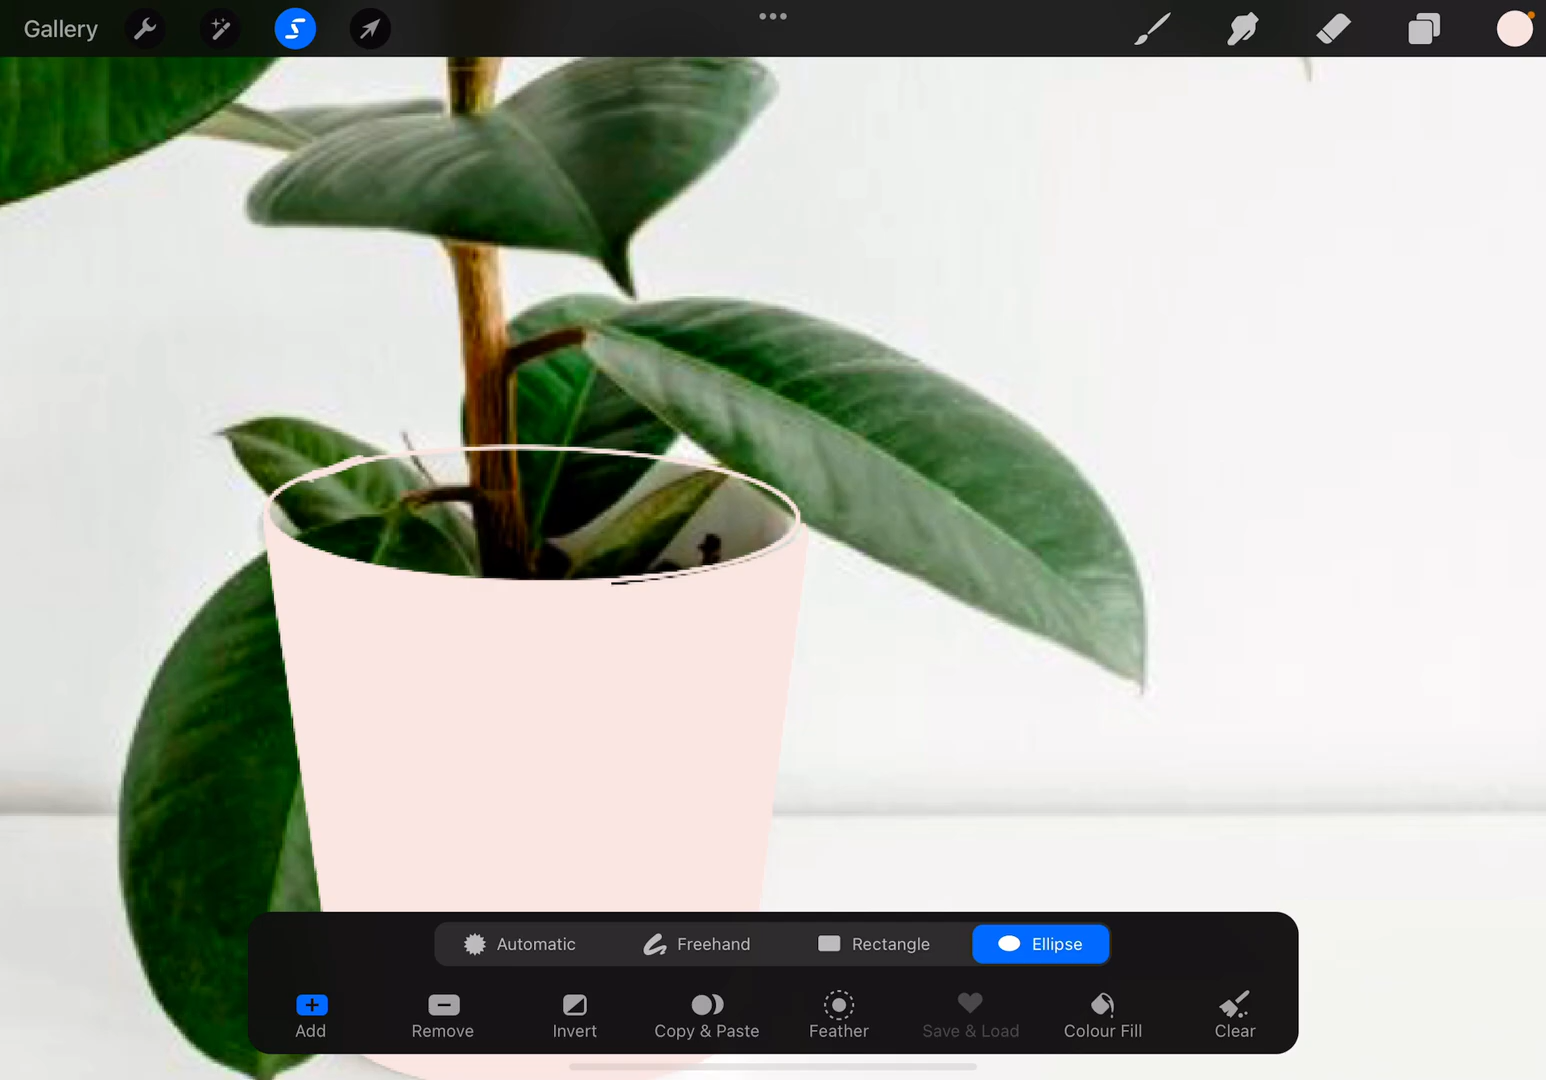 Gallery
Automatic Freehand Rectangle Ellipse
Add Remove Invert Copy & Paste Feather Save & Load Colour Fill Clear